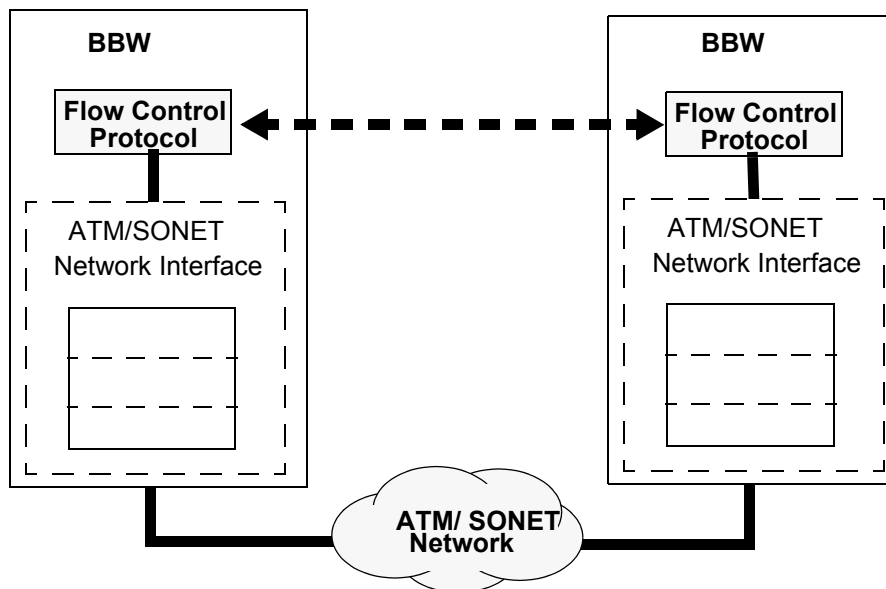 BBW
Flow Control
Protocol
ATM/SONET
Network Interface
BBW
Flow Control
Protocol
ATM/SONET
Network Interface
ATM/ SONET
Network